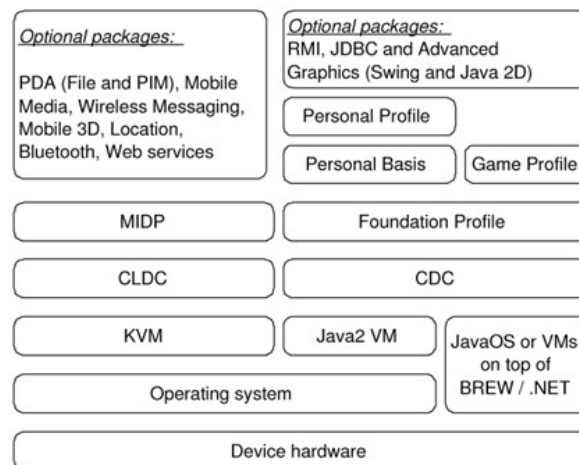 Optional packages:
PDA (File and PIM), Mobile
Media, Wireless Messaging,
Mobile 3D, Location,
Bluetooth, Web services
Optional packages:
RMI, JDBC and Advanced
Graphics (Swing and Java 2D)
Personal Profile
Personal Basis
Game Profile
MIDP
Foundation Profile
CLDC
CDC
KVM
Java2 VM
JavaOS or VMs
on top of
BREW / .NET
Operating system
Device hardware